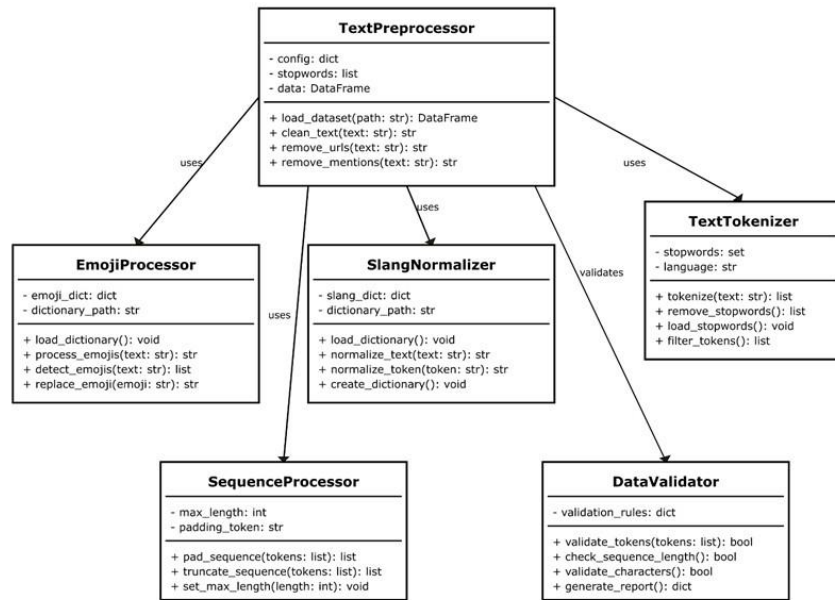 TextPreprocessor
- config: dict
- stopwords: list
- data: DataFrame
+ load_dataset(path: str): DataFrame
+ clean_text(text: str): str
+ remove_urls(text: str): str
+ remove_mentions(text: str): str
uses
uses
uses
uses
validates
EmojiProcessor
- emoji_dict: dict
- dictionary_path: str
+ load_dictionary(): void
+ process_emojis(text: str): str
+ detect_emojis(text: str): list
+ replace_emoji(emoji: str): str
SlangNormalizer
- slang_dict: dict
- dictionary_path: str
+ load_dictionary(): void
+ normalize_text(text: str): str
+ normalize_token(token: str): str
+ create_dictionary(): void
TextTokenizer
- stopwords: set
- language: str
+ tokenize(text: str): list
+ remove_stopwords(): list
+ load_stopwords(): void
+ filter_tokens(): list
SequenceProcessor
- max_length: int
- padding_token: str
+ pad_sequence(tokens: list): list
+ truncate_sequence(tokens: list): list
+ set_max_length(length: int): void
DataValidator
- validation_rules: dict
+ validate_tokens(tokens: list): bool
+ check_sequence_length(): bool
+ validate_characters(): bool
+ generate_report(): dict